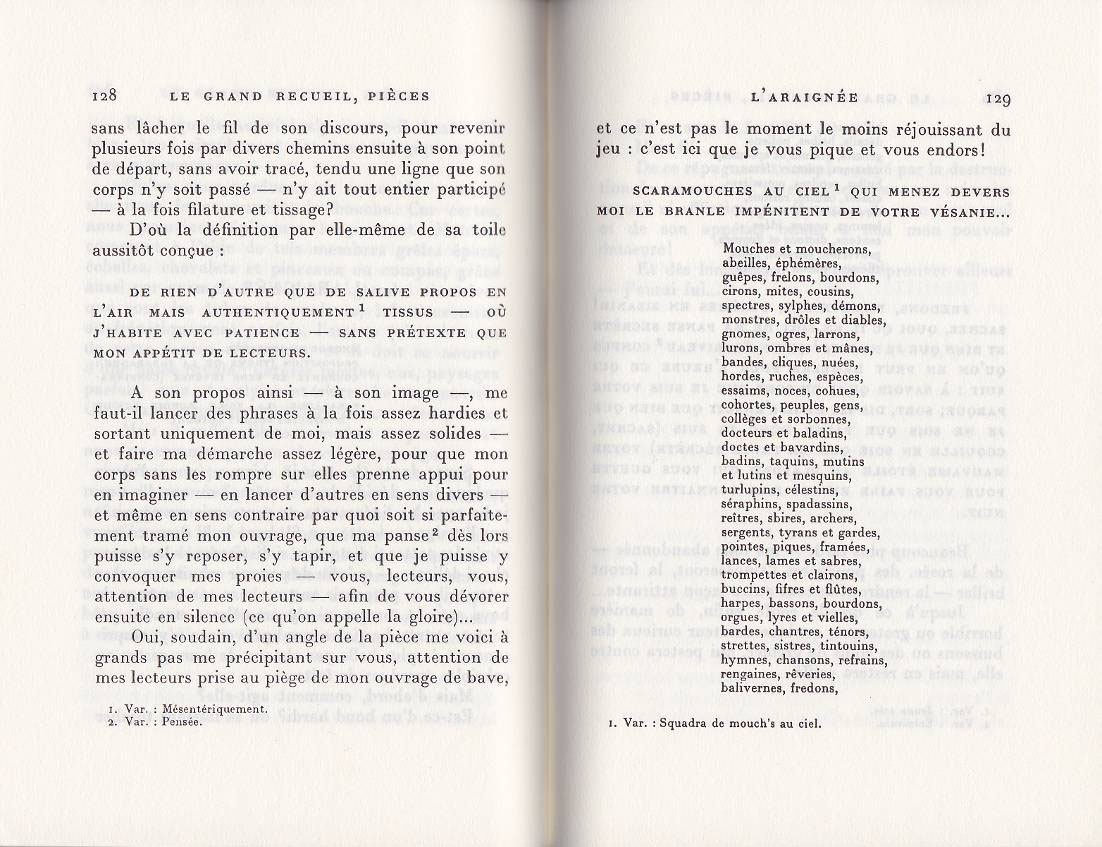 128 LE GRAND RECUEIL, PIÈCES
sans lâcher le fil de son discours, pour revenir
plusieurs fois par divers chemins ensuite à son point
de départ, sans avoir tracé, tendu une ligne que son
corps n'y soit passé — n'y ait tout entier participé
— à la fois filature et tissage?
D'où la définition par elle-même de sa toile
aussitôt conçue :
DE RIEN D'AUTRE QUE DE SALIVE PROPOS EN
L'AIR MAIS AUTHENTIQUEMENT 1 TISSUS — OÙ
J'HABITE AVEC PATIENCE — SANS PRÉTEXTE QUE
MON APPÉTIT DE LECTEURS.
A son propos ainsi — à son image —, me
faut-il lancer des phrases à la fois assez hardies et
sortant uniquement de moi, mais assez solides —
et faire ma démarche assez légère, pour que mon
corps sans les rompre sur elles prenne appui pour
en imaginer — en lancer d'autres en sens divers —
et même en sens contraire par quoi soit si parfaite-
ment tramé mon ouvrage, que ma panse 2 dès lors
puisse s'y reposer, s'y tapir, et que je puisse y
convoquer mes proies — vous, lecteurs, vous,
attention de mes lecteurs — afin de vous dévorer
ensuite en silence (ce qu'on appelle la gloire)...
Oui, soudain, d'un angle de la pièce me voici à
grands pas me précipitant sur vous, attention de
mes lecteurs prise au piège de mon ouvrage de bave,
1. Var. : Mésentériquement.
2. Var. : Pensée.
L'ARAIGNÉE 129
et ce n'est pas le moment le moins réjouissant du
jeu : c'est ici que je vous pique et vous endors!
SCARAMOUCHES AU CIEL 1 QUI MENEZ DEVERS
MOI LE BRANLE IMPÉNITENT DE VOTRE VÉSANIE...
Mouches et moucherons,
abeilles, éphémères,
guêpes, frelons, bourdons,
cirons, mites, cousins,
spectres, sylphes, démons,
monstres, drôles et diables,
gnomes, ogres, larrons,
lurons, ombres et mânes,
bandes, cliques, nuées,
hordes, ruches, espèces,
essaims, noces, cohues,
cohortes, peuples, gens,
collèges et sorbonnes,
docteurs et baladins,
doctes et bavardins,
badins, taquins, mutins
et lutins et mesquins,
turlupins, célestins,
séraphins, spadassins,
reîtres, sbires, archers,
sergents, tyrans et gardes,
pointes, piques, framées,
lances, lames et sabres,
trompettes et clairons,
buccins, fifres et flûtes,
harpes, bassons, bourdons,
orgues, lyres et vielles,
bardes, chantres, ténors,
strettes, sistres, tintouins,
hymnes, chansons, refrains,
rengaines, rêveries,
balivernes, fredons,
1. Var. : Squadra de mouch's au ciel.